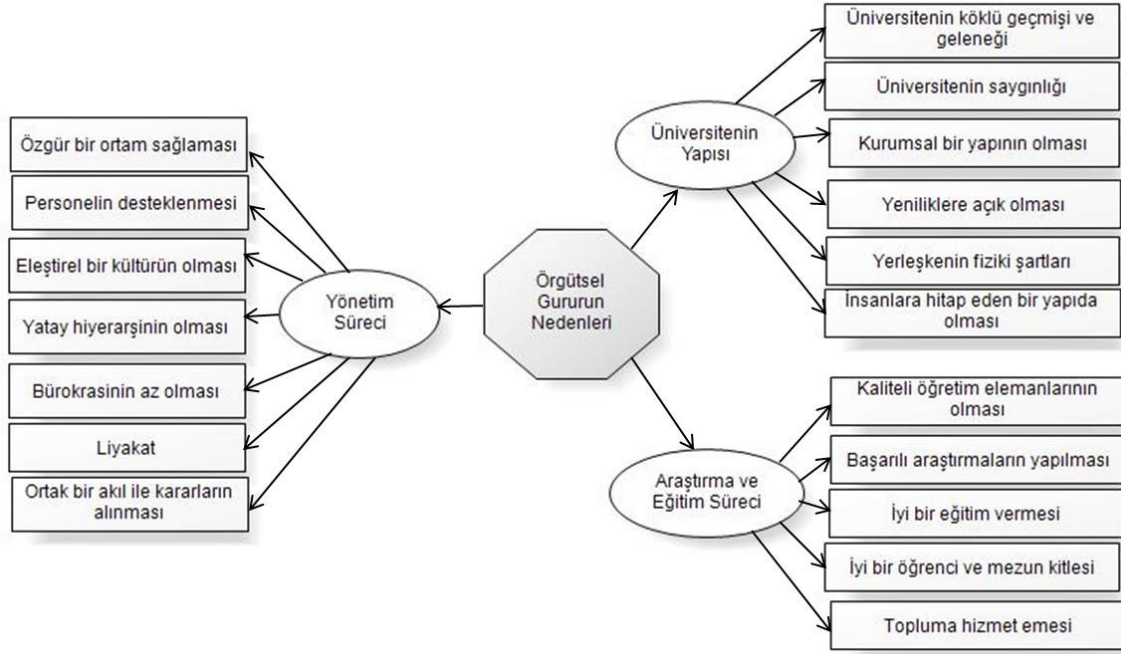 Örgütsel
Gururun
Nedenleri
Yönetim
Süreci
Özgür bir ortam sağlaması
Personelin desteklenmesi
Eleştirel bir kültürün olması
Yatay hiyerarşinin olması
Bürokrasinin az olması
Liyakat
Ortak bir akıl ile kararların
alınması
Üniversitenin
Yapısı
Üniversitenin köklü geçmişi ve
geleneği
Üniversitenin saygınlığı
Kurumsal bir yapının olması
Yeniliklere açık olması
Yerleşkenin fiziki şartları
İnsanlara hitap eden bir yapıda
olması
Araştırma ve
Eğitim Süreci
Kaliteli öğretim elemanlarının
olması
Başarılı araştırmaların yapılması
İyi bir eğitim vermesi
İyi bir öğrenci ve mezun kitlesi
Topluma hizmet emesi